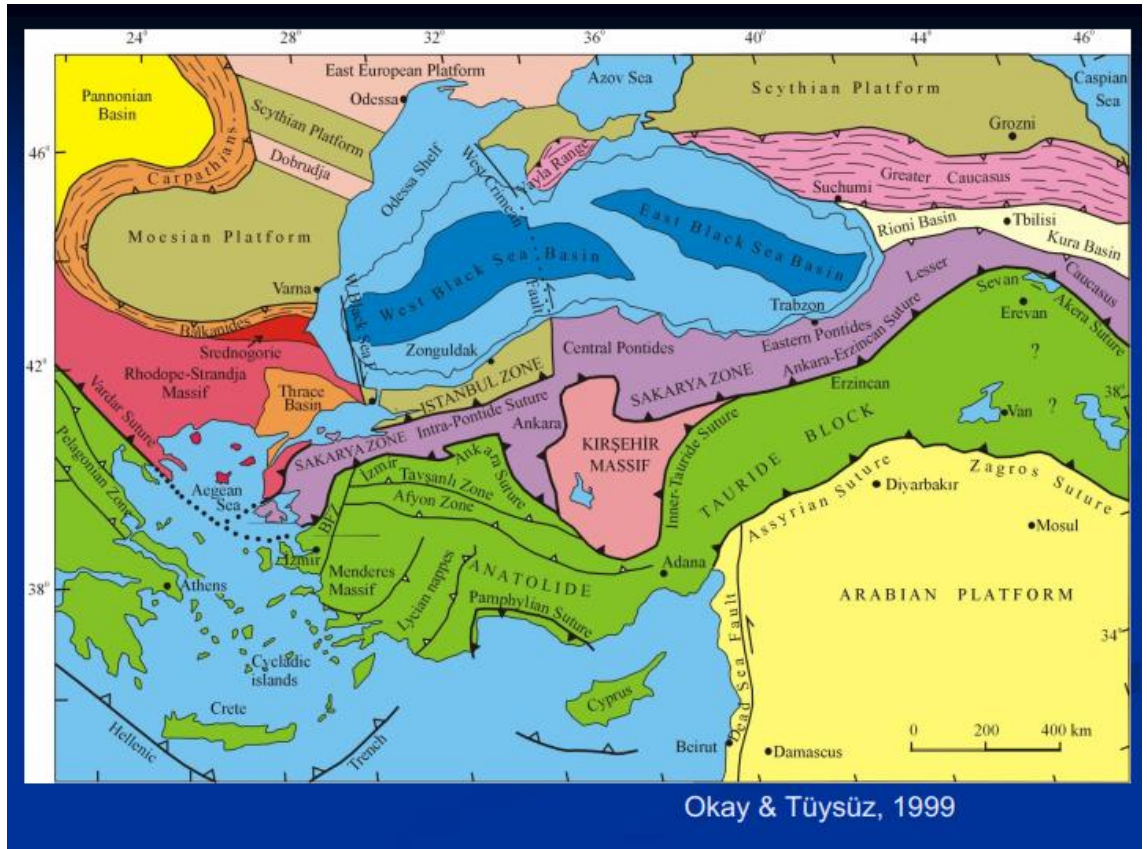 24°
28°
32°
36°
40°
44°
46°
East European Platform
Azov Sea
Caspian
Sea
Pannonian
Basin
Odessa
Scythian Platform
Scythian Platform
Grozni
46°
Carpathians
Dobrudja
Odessa Shelf
West Crimean
Fault
Yayla Range
Greater Caucasus
Suchumi
Tbilisi
Rioni Basin
Kura Basin
Moesian Platform
East Black Sea
Basin
West Black Sea Basin
Lesser
Caucasus
Varna
W. Black Sea F.
Trabzon
Sevan
Akera Suture
Erevan
Balkanides
Eastern Pontides
Zonguldak
Central Pontides
Srednogorie
42°
Rhodope-Strandja
Massif
Thrace
Basin
ISTANBUL ZONE
SAKARYA ZONE
Ankara-Erzincan Suture
Erzincan
?
38°
Vardar Suture
Intra-Pontide Suture
Ankara
SAKARYA ZONE
KIRŞEHİR
MASSIF
Van
?
Pelagonian Zone
Aegean
Sea
İzmir
Ankara Suture
Tavşanlı Zone
Afyon Zone
Inner-Tauride Suture
TAURIDE
BLOCK
Assyrian Suture
Zagros Suture
Diyarbakır
BFZ
Mosul
İzmir
Menderes
Massif
Adana
38°
Athens
Lycian nappes
ANATOLIDE
Pamphylian Suture
ARABIAN PLATFORM
34°
Cycladic
islands
Cyprus
Dead Sea Fault
Crete
Hellenic
Trench
Beirut
Damascus
0 200 400 km
Okay & Tüysüz, 1999